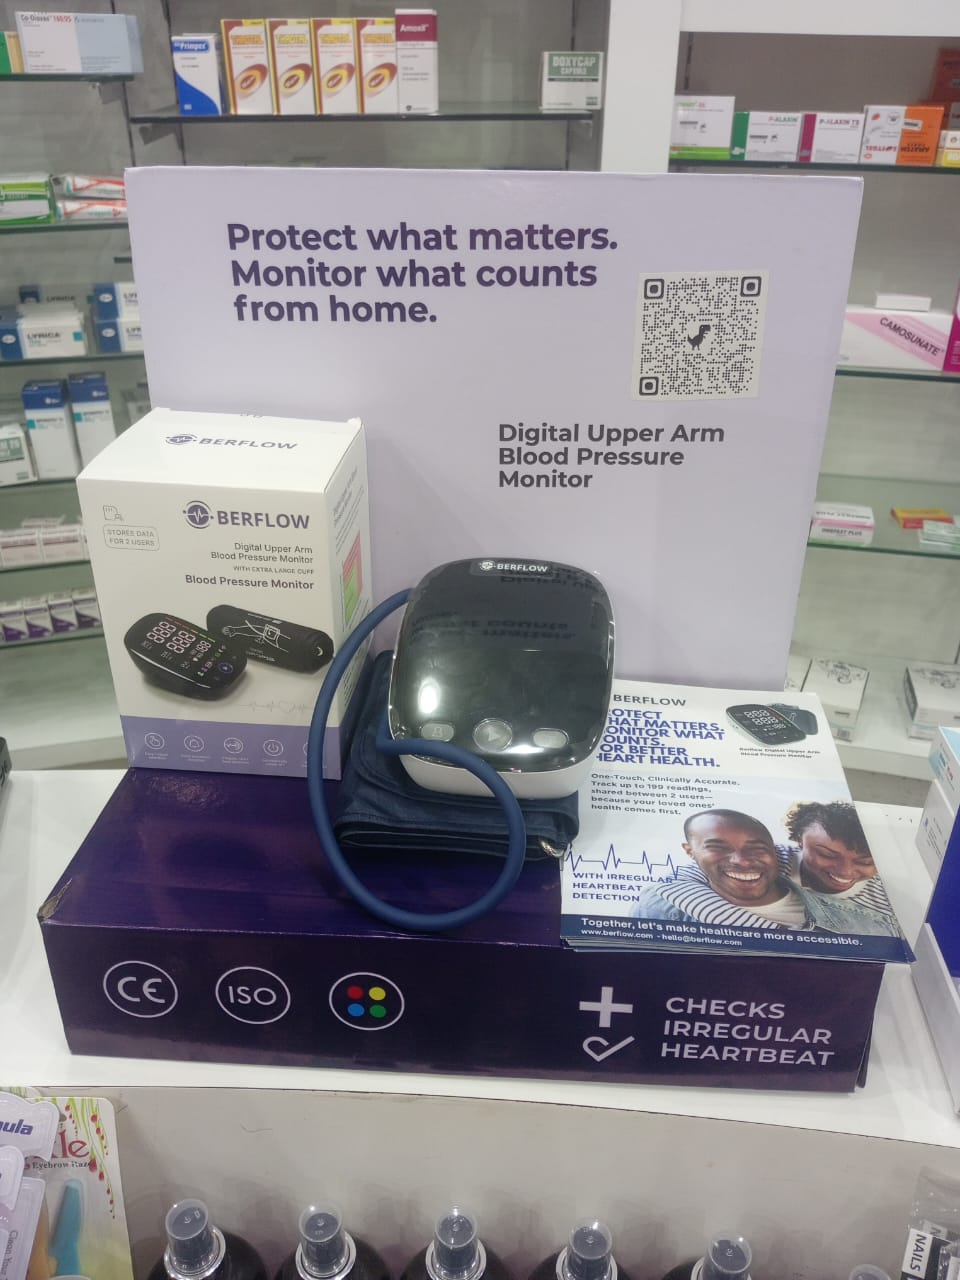 Co-Diovan 160/25
Primpex
Amoxil
DOXYCAP
CAPSULE
P-ALAXIN
P-ALAXIN TS
LYRICA
LYRICA
CAMOSUNATE
Protect what matters.
Monitor what counts
from home.
Digital Upper Arm
Blood Pressure
Monitor
BERFLOW
BERFLOW
STORES DATA
FOR 2 USERS
Digital Upper Arm
Blood Pressure Monitor
WITH EXTRA LARGE CUFF
Blood Pressure Monitor
BERFLOW
BERFLOW
ROTECT
HAT MATTERS.
ONITOR WHAT
OUNTS.
OR BETTER
HEART HEALTH.
Berflow Digital Upper Arm
Blood Pressure Monitor
One-Touch, Clinically Accurate.
Track up to 199 readings,
shared between 2 users—
because your loved ones'
health comes first.
WITH IRREGULAR
HEARTBEAT
DETECTION
Together, let's make healthcare more accessible.
www.berflow.com - hello@berflow.com
CE
ISO
CHECKS
IRREGULAR
HEARTBEAT
NAILS